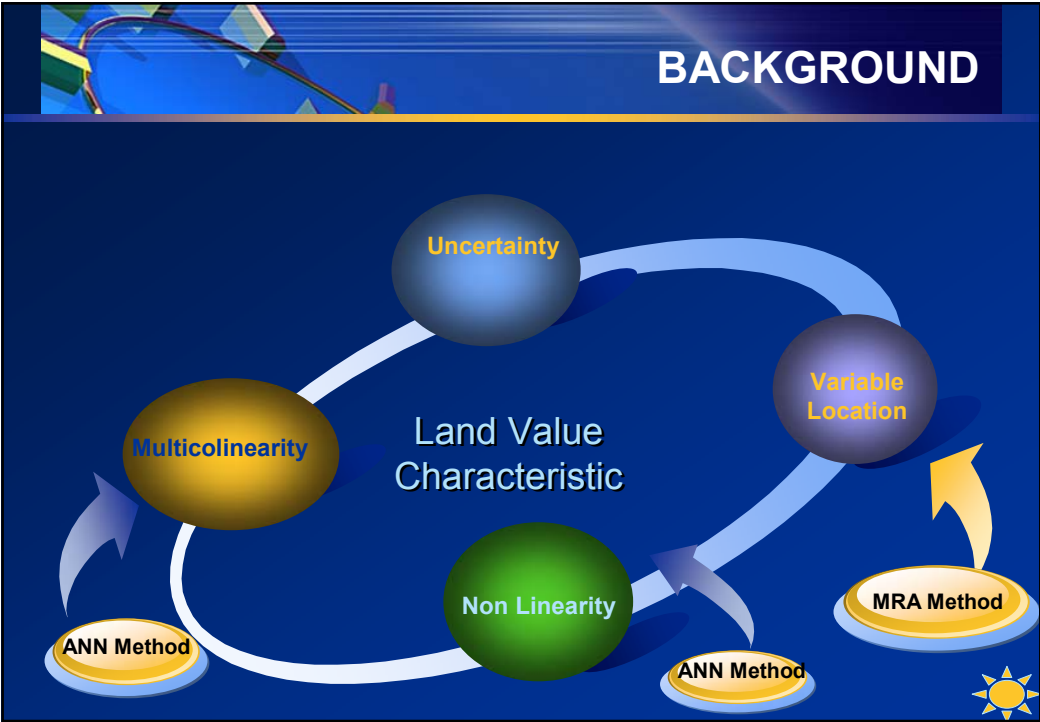 BACKGROUND
Uncertainty
Variable
Location
Multicolinearity
Land Value
Characteristic
Non Linearity
MRA Method
ANN Method
ANN Method